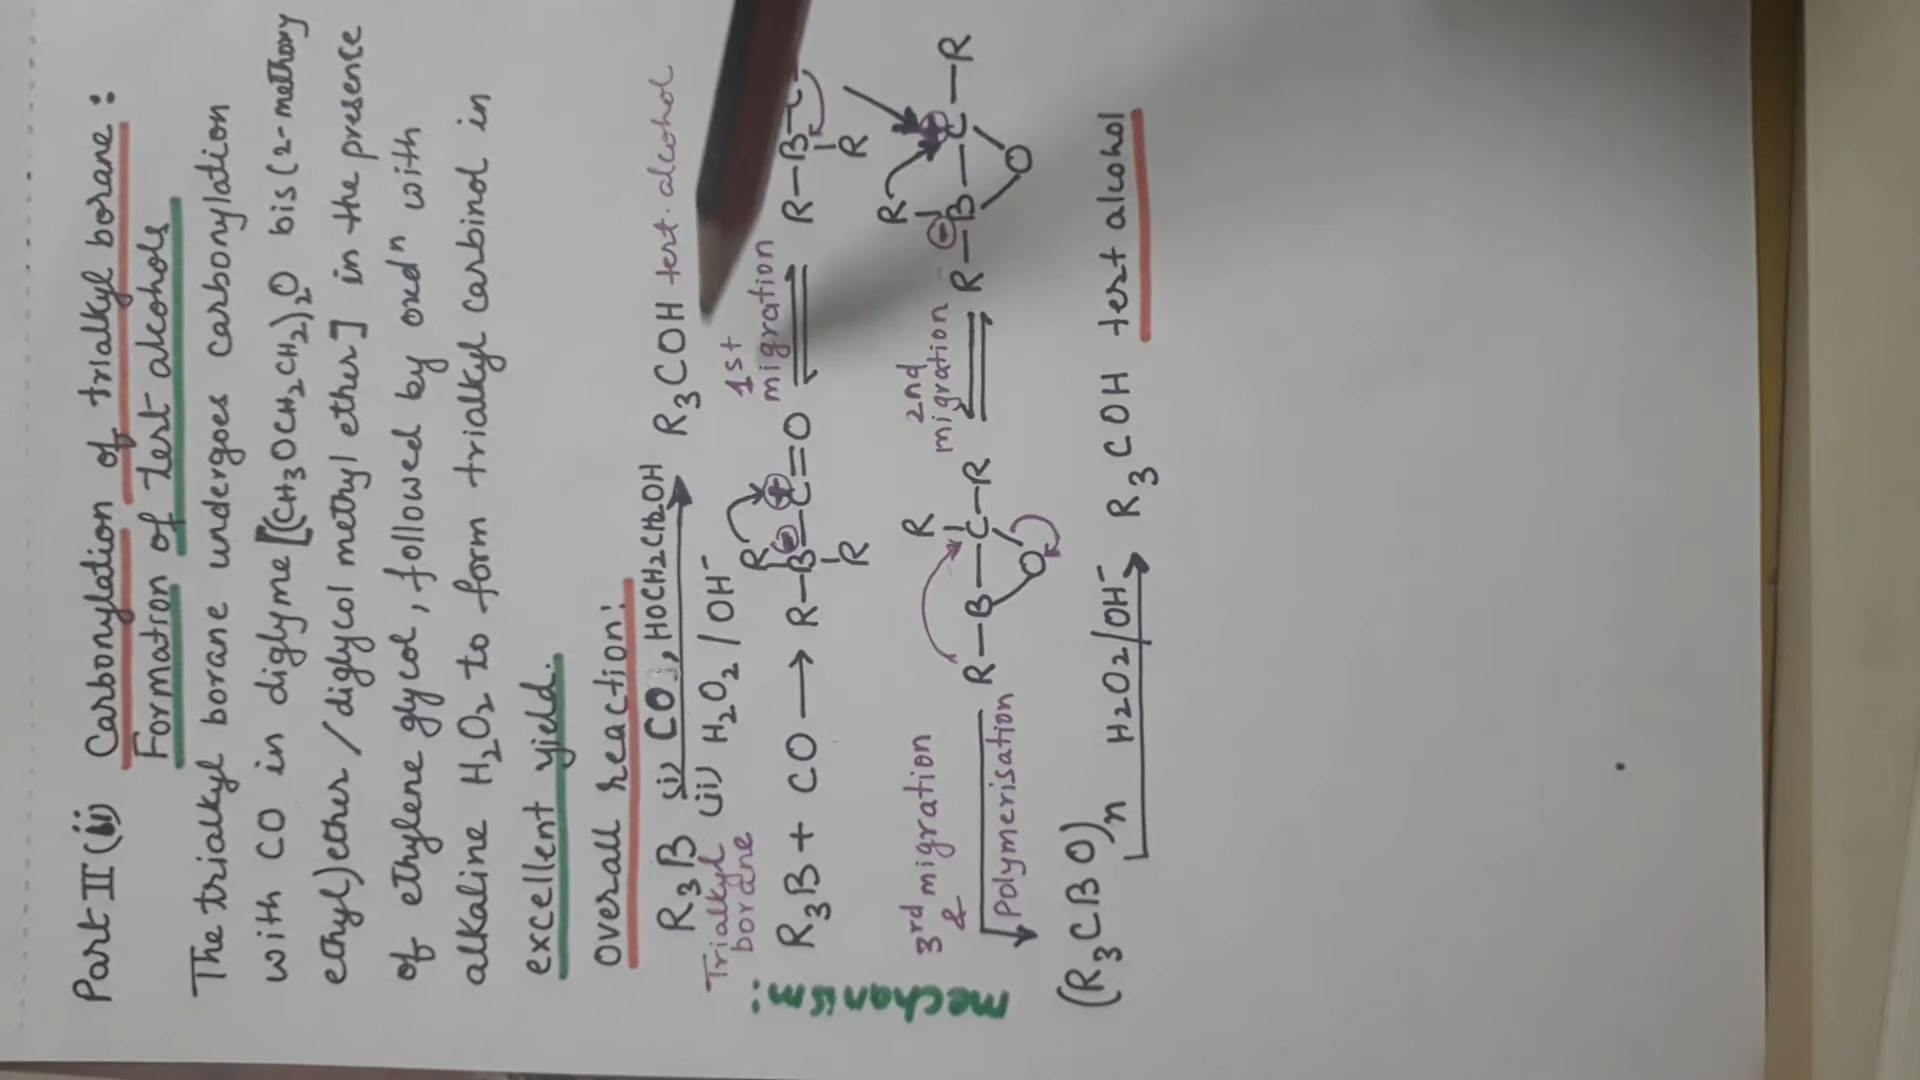 Part II (ii) Carbonylation of trialkyl borane :
Formation of tert alcohols
The trialkyl borane undergoes carbonylation
with CO in diglyme [(CH3OCH2CH2)2O bis(2-methoxy
ethyl) ether / diglycol methyl ether] in the presence
of ethylene glycol, followed by oxdn with
alkaline H2O2 to form trialkyl carbinol in
excellent yield.
Overall reaction:
R3B (i) CO, HOCH2CH2OH R3COH tert. alcohol
Trialkyl borane (ii) H2O2 / OH-
mechanism:
R3B + CO → R–B–C=O 1st migration R–B–C
R R R
⊖ ⊕
R–B–C–R 2nd migration R–B–C–R
R O R O
⊖ ⊕
3rd migration & Polymerisation
(R3CBO)n H2O2/OH- → R3COH tert alcohol